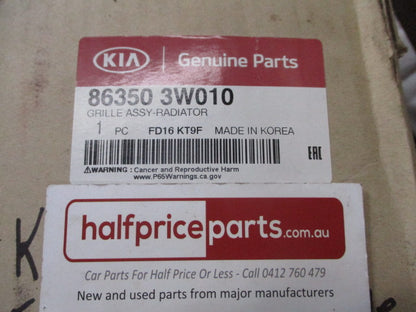 KIA Genuine Parts
86350 3W010
GRILLE ASSY-RADIATOR
1 PC FD16 KT9F MADE IN KOREA
EAC
⚠WARNING : Cancer and Reproductive Harm
www.P65Warnings.ca.gov
K
halfpriceparts.com.au
Car Parts For Half Price Or Less - Call 0412 760 479
New and used parts from major manufacturers